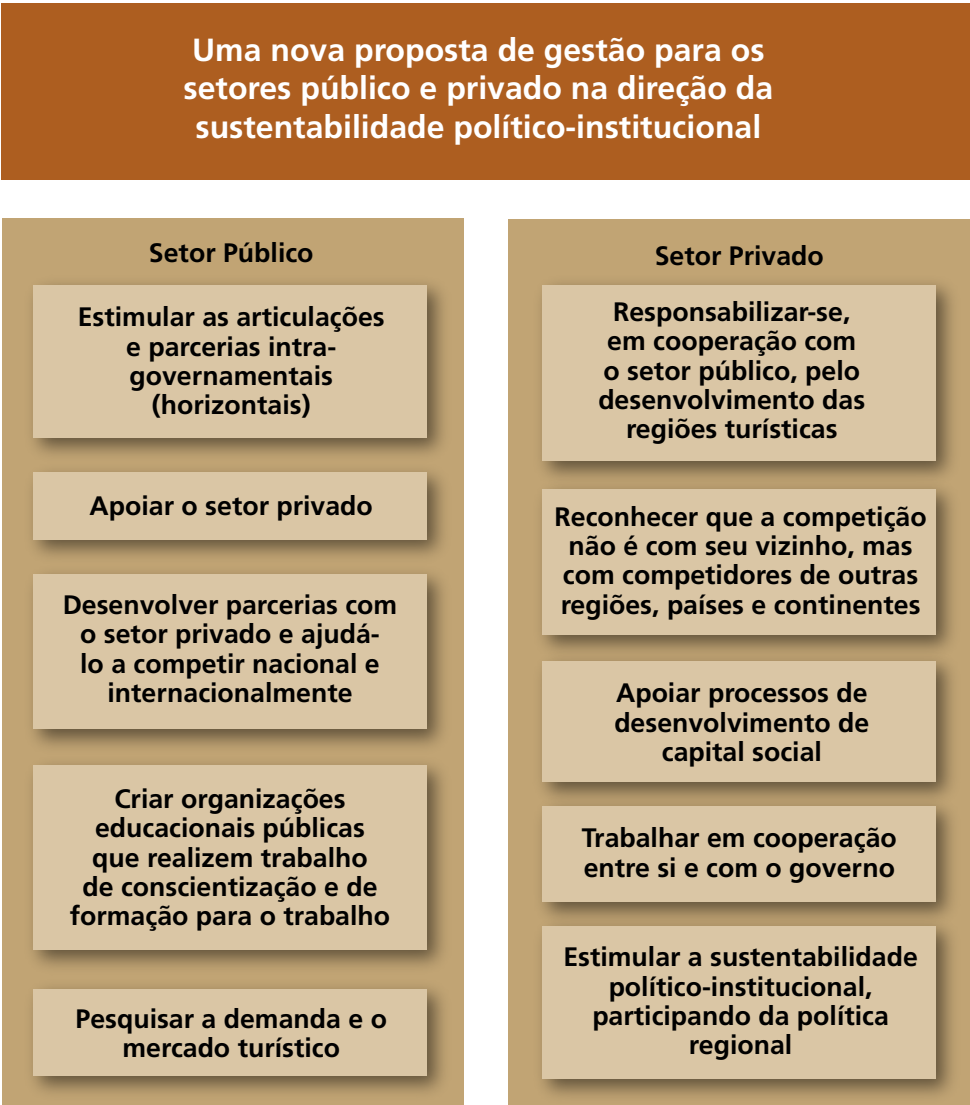 Uma nova proposta de gestão para os
setores público e privado na direção da
sustentabilidade político-institucional
Setor Público
Estimular as articulações
e parcerias intra-
governamentais
(horizontais)
Apoiar o setor privado
Desenvolver parcerias com
o setor privado e ajudá-
lo a competir nacional e
internacionalmente
Criar organizações
educacionais públicas
que realizem trabalho
de conscientização e de
formação para o trabalho
Pesquisar a demanda e o
mercado turístico
Setor Privado
Responsabilizar-se,
em cooperação com
o setor público, pelo
desenvolvimento das
regiões turísticas
Reconhecer que a competição
não é com seu vizinho, mas
com competidores de outras
regiões, países e continentes
Apoiar processos de
desenvolvimento de
capital social
Trabalhar em cooperação
entre si e com o governo
Estimular a sustentabilidade
político-institucional,
participando da política
regional